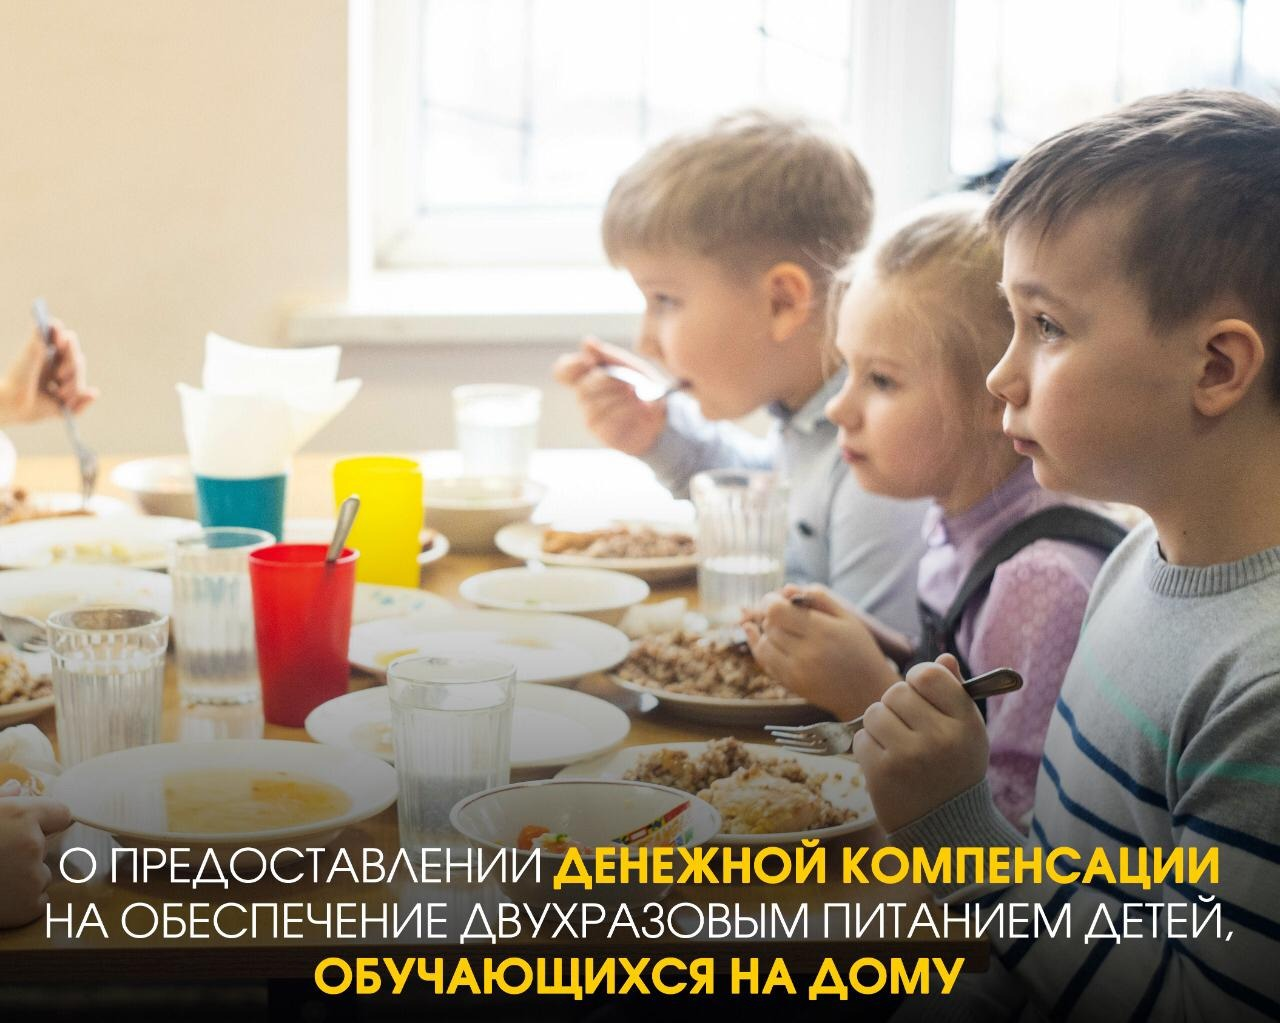 О ПРЕДОСТАВЛЕНИИ ДЕНЕЖНОЙ КОМПЕНСАЦИИ
НА ОБЕСПЕЧЕНИЕ ДВУХРАЗОВЫМ ПИТАНИЕМ ДЕТЕЙ,
ОБУЧАЮЩИХСЯ НА ДОМУ